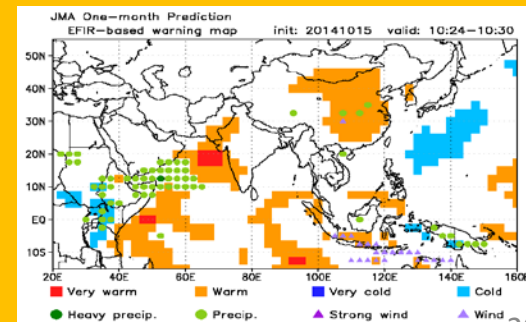 JMA One-month Prediction
EFIR-based warning map init: 20141015 valid: 10:24-10:30
50N
40N
30N
20N
10N
EQ
10S
20E 40E 60E 80E 100E 120E 140E 160E
Very warm Warm Very cold Cold
Heavy precip. Precip. Strong wind Wind